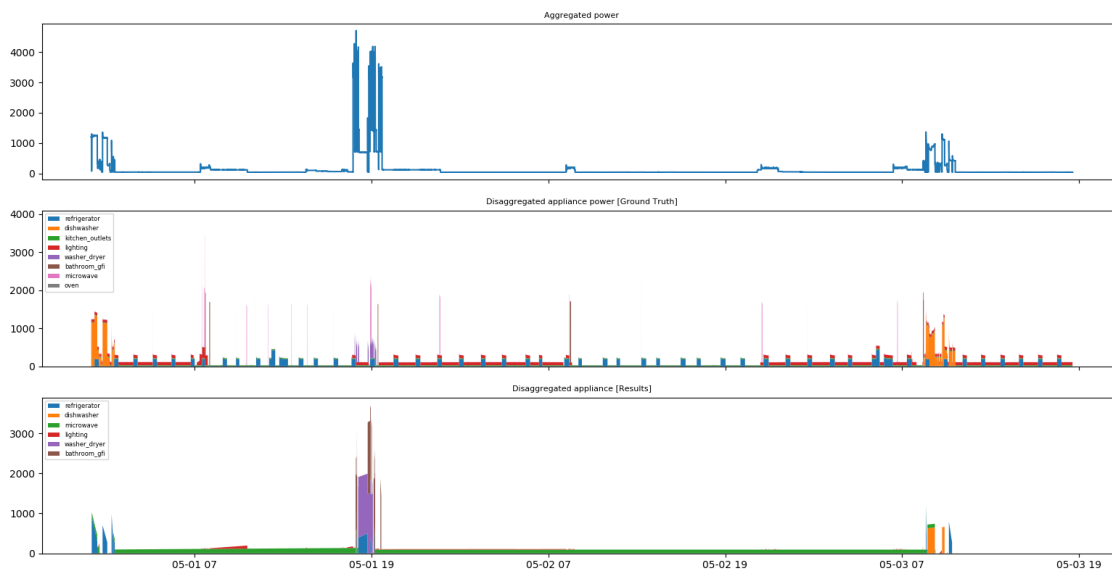 Aggregated power
4000
3000
2000
1000
0
Disaggregated appliance power [Ground Truth]
4000
3000
2000
1000
0
refrigerator
dishwasher
kitchen_outlets
lighting
washer_dryer
bathroom_gfi
microwave
oven
Disaggregated appliance [Results]
3000
2000
1000
0
refrigerator
dishwasher
microwave
lighting
washer_dryer
bathroom_gfi
05-01 07
05-01 19
05-02 07
05-02 19
05-03 07
05-03 19